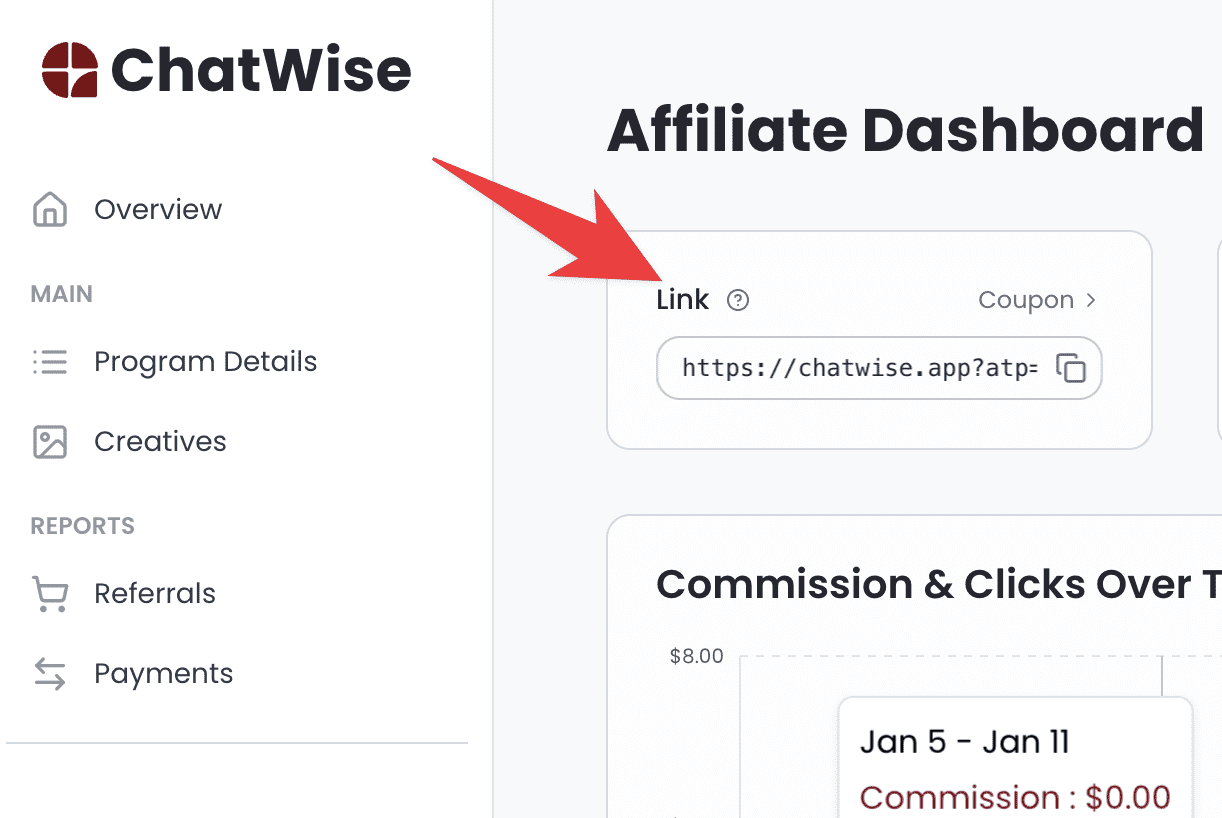 ChatWise
Overview
MAIN
Program Details
Creatives
REPORTS
Referrals
Payments
Affiliate Dashboard
Link
Coupon
https://chatwise.app?atp=
Commission & Clicks Over T
$8.00
Jan 5 - Jan 11
Commission : $0.00